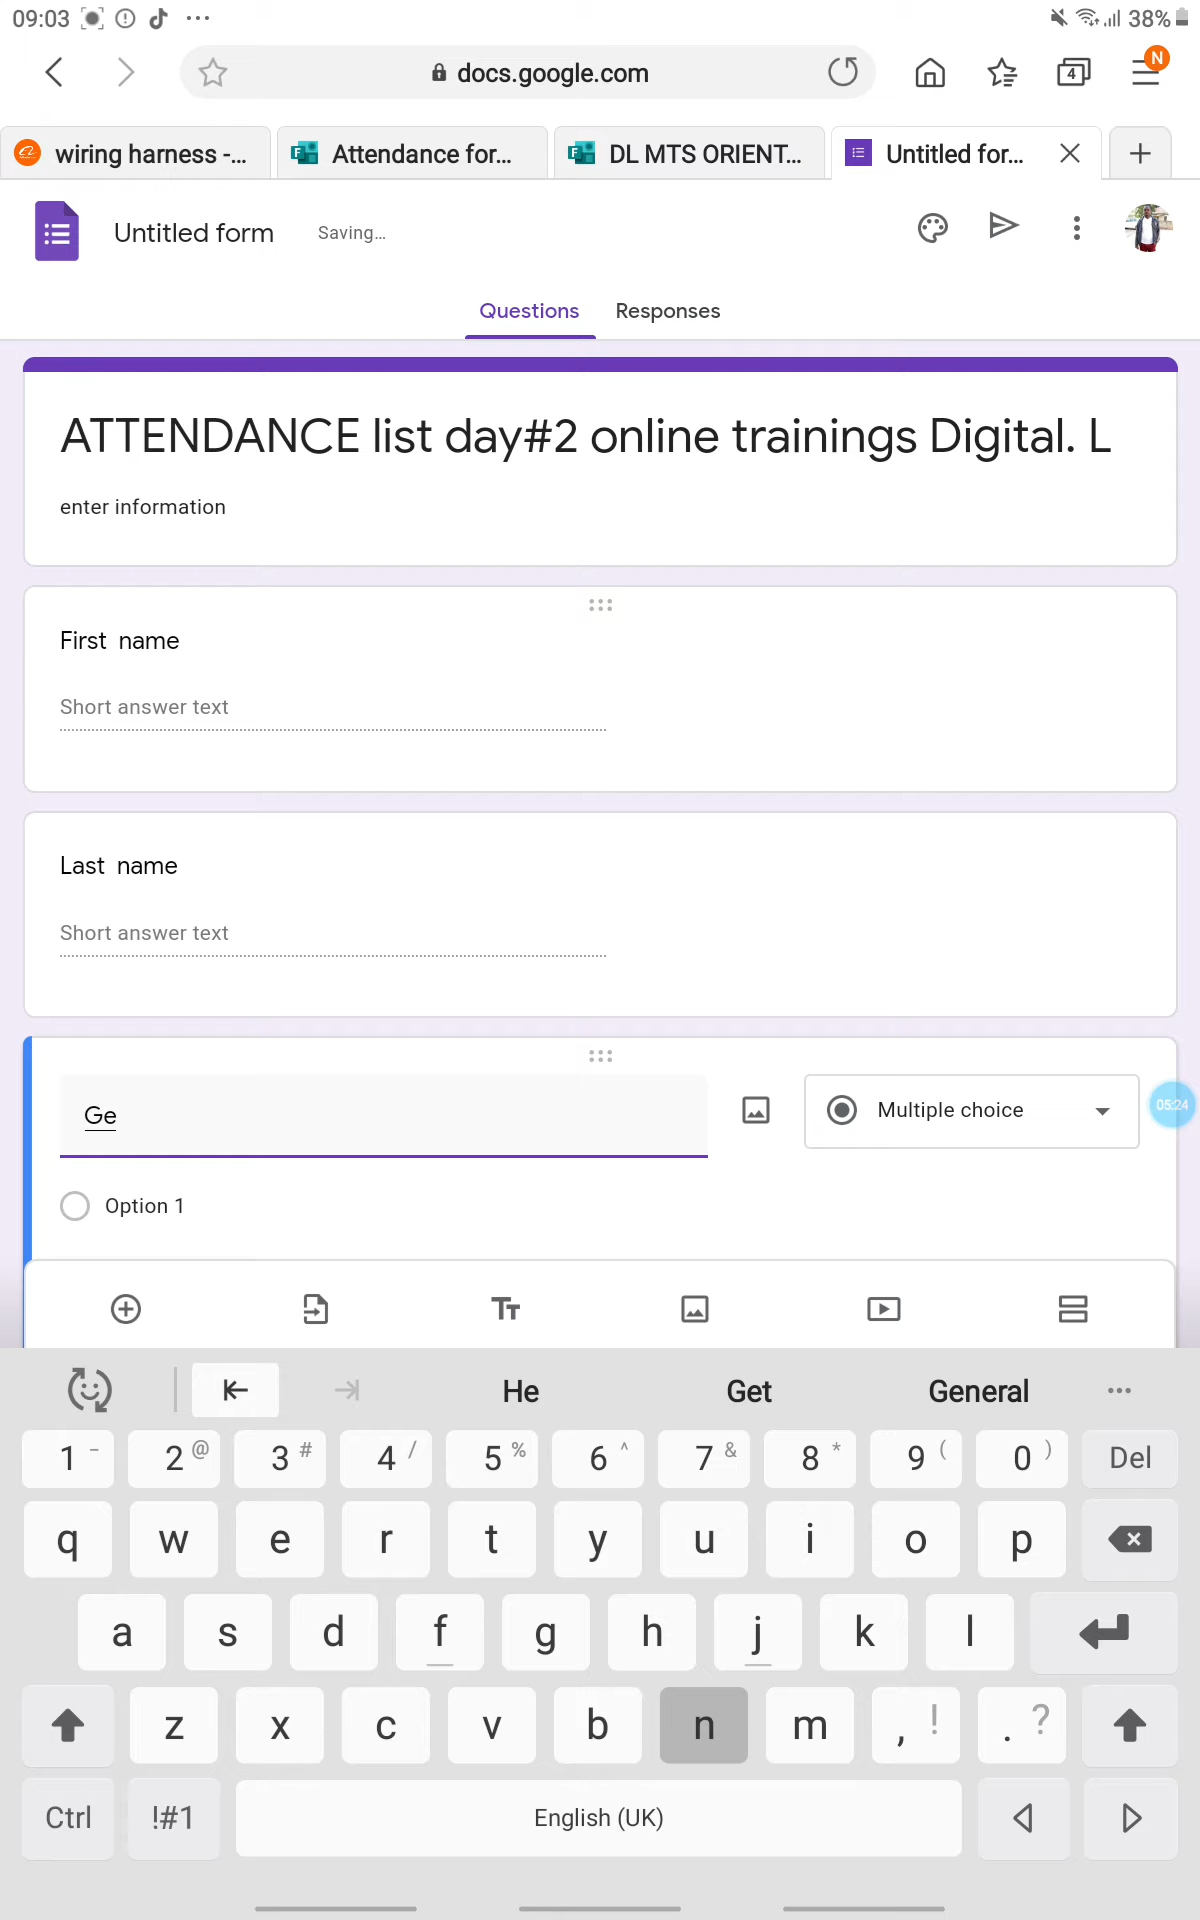 09:03 38%
docs.google.com 4 N
wiring harness -... Attendance for... DL MTS ORIENT... Untitled for...
Untitled form Saving...
Questions Responses
ATTENDANCE list day#2 online trainings Digital. L
enter information
First name
Short answer text
Last name
Short answer text
Ge Multiple choice 05:24
Option 1
Tт
He Get General ...
1 - 2 @ 3 # 4 / 5 % 6 ^ 7 & 8 * 9 ( 0 ) Del
q w e r t y u i o p
a s d f g h j k l
z x c v b n m , ! . ?
Ctrl !#1 English (UK)